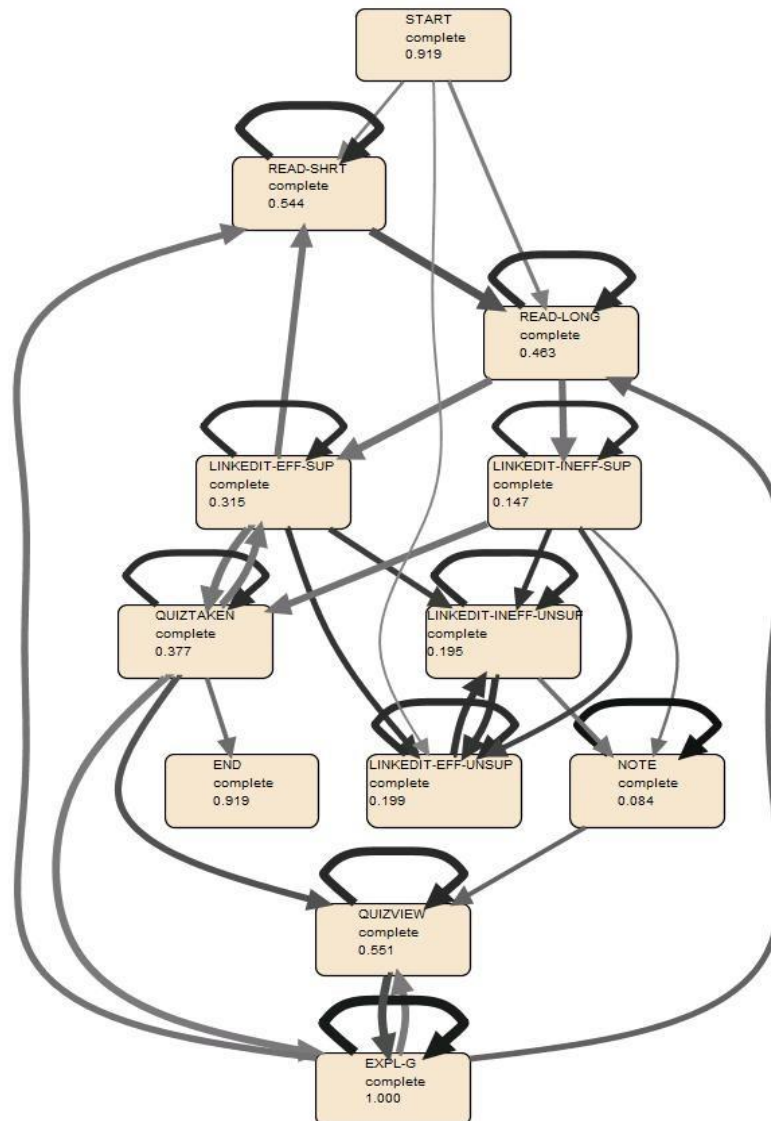 START
complete
0.919
READ-SHRT
complete
0.544
READ-LONG
complete
0.463
LINKEDIT-EFF-SUP
complete
0.315
LINKEDIT-INEFF-SUP
complete
0.147
QUIZTAKEN
complete
0.377
LINKEDIT-INEFF-UNSUP
complete
0.195
END
complete
0.919
LINKEDIT-EFF-UNSUP
complete
0.199
NOTE
complete
0.084
QUIZVIEW
complete
0.551
EXPL-G
complete
1.000